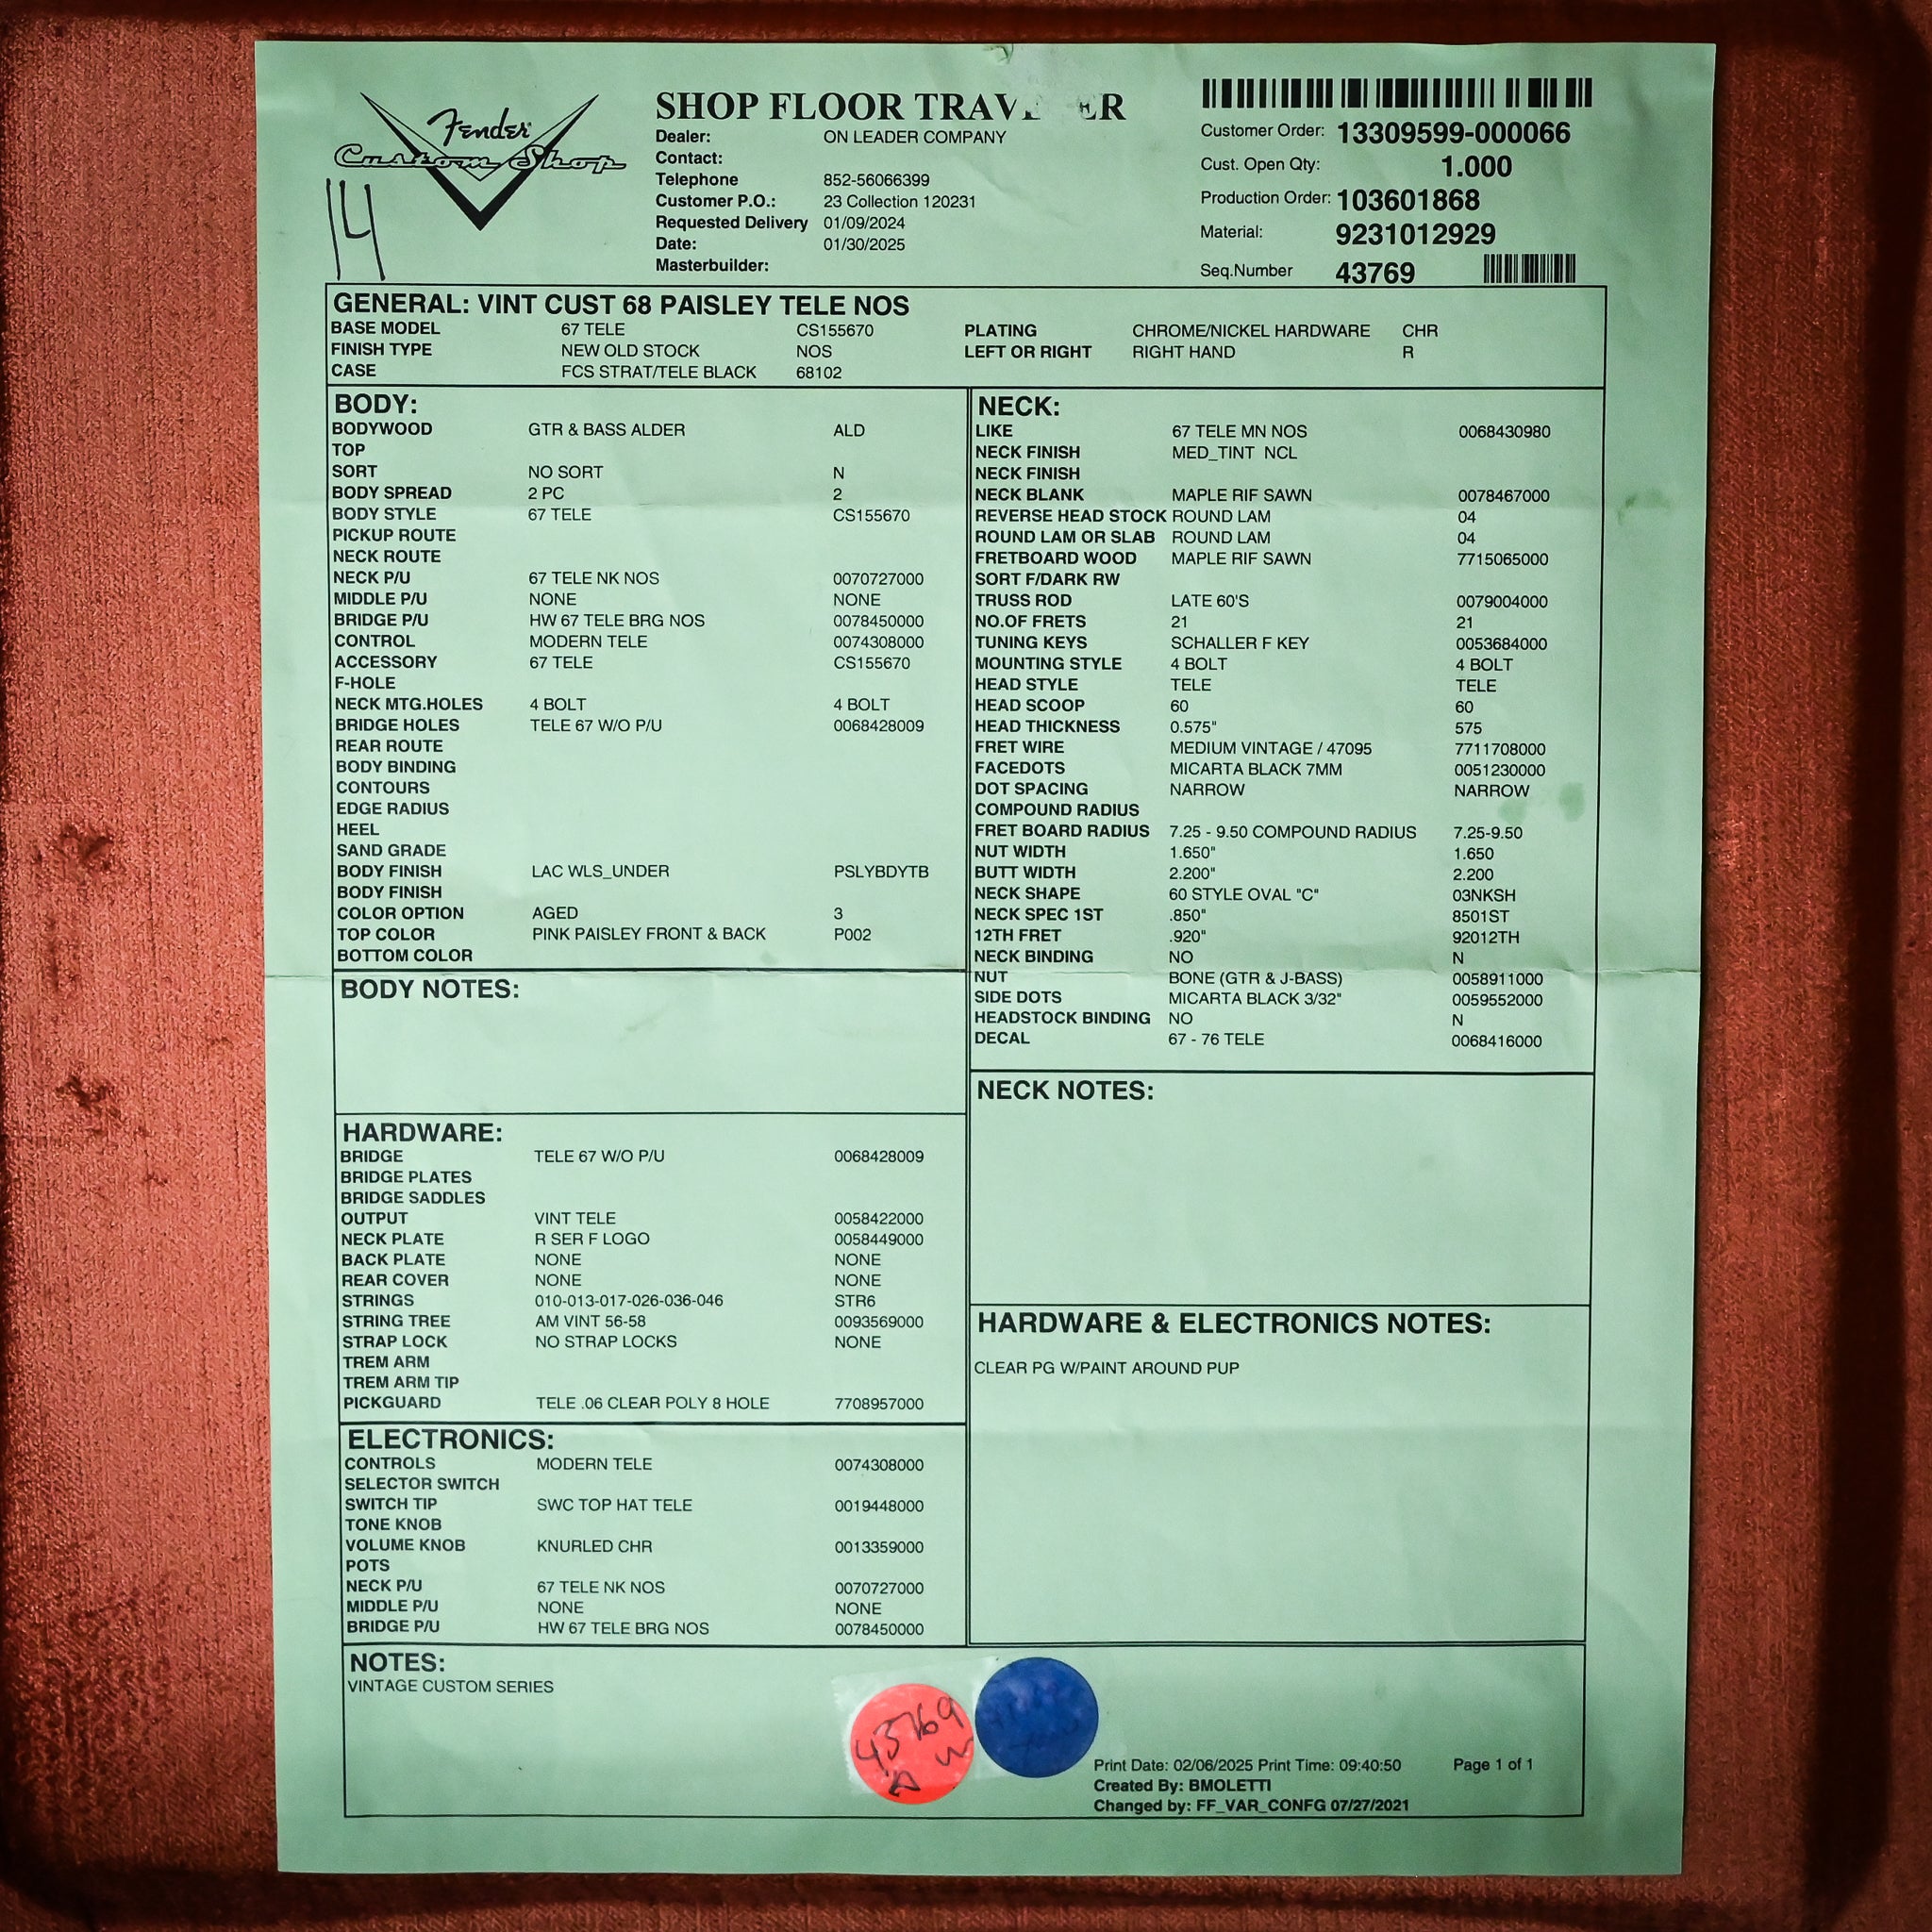 Fender
Custom Shop
14
SHOP FLOOR TRAV ER
Dealer: ON LEADER COMPANY
Contact:
Telephone 852-56066399
Customer P.O.: 23 Collection 120231
Requested Delivery 01/09/2024
Date: 01/30/2025
Masterbuilder:
Customer Order: 13309599-000066
Cust. Open Qty: 1.000
Production Order: 103601868
Material: 9231012929
Seq.Number 43769
GENERAL: VINT CUST 68 PAISLEY TELE NOS
BASE MODEL 67 TELE CS155670 PLATING CHROME/NICKEL HARDWARE CHR
FINISH TYPE NEW OLD STOCK NOS LEFT OR RIGHT RIGHT HAND R
CASE FCS STRAT/TELE BLACK 68102
BODY:
BODYWOOD GTR & BASS ALDER ALD
TOP
SORT NO SORT N
BODY SPREAD 2 PC 2
BODY STYLE 67 TELE CS155670
PICKUP ROUTE
NECK ROUTE
NECK P/U 67 TELE NK NOS 0070727000
MIDDLE P/U NONE NONE
BRIDGE P/U HW 67 TELE BRG NOS 0078450000
CONTROL MODERN TELE 0074308000
ACCESSORY 67 TELE CS155670
F-HOLE
NECK MTG.HOLES 4 BOLT 4 BOLT
BRIDGE HOLES TELE 67 W/O P/U 0068428009
REAR ROUTE
BODY BINDING
CONTOURS
EDGE RADIUS
HEEL
SAND GRADE
BODY FINISH LAC WLS_UNDER PSLYBDYTB
BODY FINISH
COLOR OPTION AGED 3
TOP COLOR PINK PAISLEY FRONT & BACK P002
BOTTOM COLOR
BODY NOTES:
HARDWARE:
BRIDGE TELE 67 W/O P/U 0068428009
BRIDGE PLATES
BRIDGE SADDLES
OUTPUT VINT TELE 0058422000
NECK PLATE R SER F LOGO 0058449000
BACK PLATE NONE NONE
REAR COVER NONE NONE
STRINGS 010-013-017-026-036-046 STR6
STRING TREE AM VINT 56-58 0093569000
STRAP LOCK NO STRAP LOCKS NONE
TREM ARM
TREM ARM TIP
PICKGUARD TELE .06 CLEAR POLY 8 HOLE 7708957000
ELECTRONICS:
CONTROLS MODERN TELE 0074308000
SELECTOR SWITCH
SWITCH TIP SWC TOP HAT TELE 0019448000
TONE KNOB
VOLUME KNOB KNURLED CHR 0013359000
POTS
NECK P/U 67 TELE NK NOS 0070727000
MIDDLE P/U NONE NONE
BRIDGE P/U HW 67 TELE BRG NOS 0078450000
NECK:
LIKE 67 TELE MN NOS 0068430980
NECK FINISH MED_TINT NCL
NECK FINISH
NECK BLANK MAPLE RIF SAWN 0078467000
REVERSE HEAD STOCK ROUND LAM 04
ROUND LAM OR SLAB ROUND LAM 04
FRETBOARD WOOD MAPLE RIF SAWN 7715065000
SORT F/DARK RW
TRUSS ROD LATE 60'S 0079004000
NO.OF FRETS 21 21
TUNING KEYS SCHALLER F KEY 0053684000
MOUNTING STYLE 4 BOLT 4 BOLT
HEAD STYLE TELE TELE
HEAD SCOOP 60 60
HEAD THICKNESS 0.575" 575
FRET WIRE MEDIUM VINTAGE / 47095 7711708000
FACEDOTS MICARTA BLACK 7MM 0051230000
DOT SPACING NARROW NARROW
COMPOUND RADIUS
FRET BOARD RADIUS 7.25 - 9.50 COMPOUND RADIUS 7.25-9.50
NUT WIDTH 1.650" 1.650
BUTT WIDTH 2.200" 2.200
NECK SHAPE 60 STYLE OVAL "C" 03NKSH
NECK SPEC 1ST .850" 8501ST
12TH FRET .920" 92012TH
NECK BINDING NO N
NUT BONE (GTR & J-BASS) 0058911000
SIDE DOTS MICARTA BLACK 3/32" 0059552000
HEADSTOCK BINDING NO N
DECAL 67 - 76 TELE 0068416000
NECK NOTES:
HARDWARE & ELECTRONICS NOTES:
CLEAR PG W/PAINT AROUND PUP
NOTES:
VINTAGE CUSTOM SERIES
43769
Print Date: 02/06/2025 Print Time: 09:40:50 Page 1 of 1
Created By: BMOLETTI
Changed by: FF_VAR_CONFG 07/27/2021